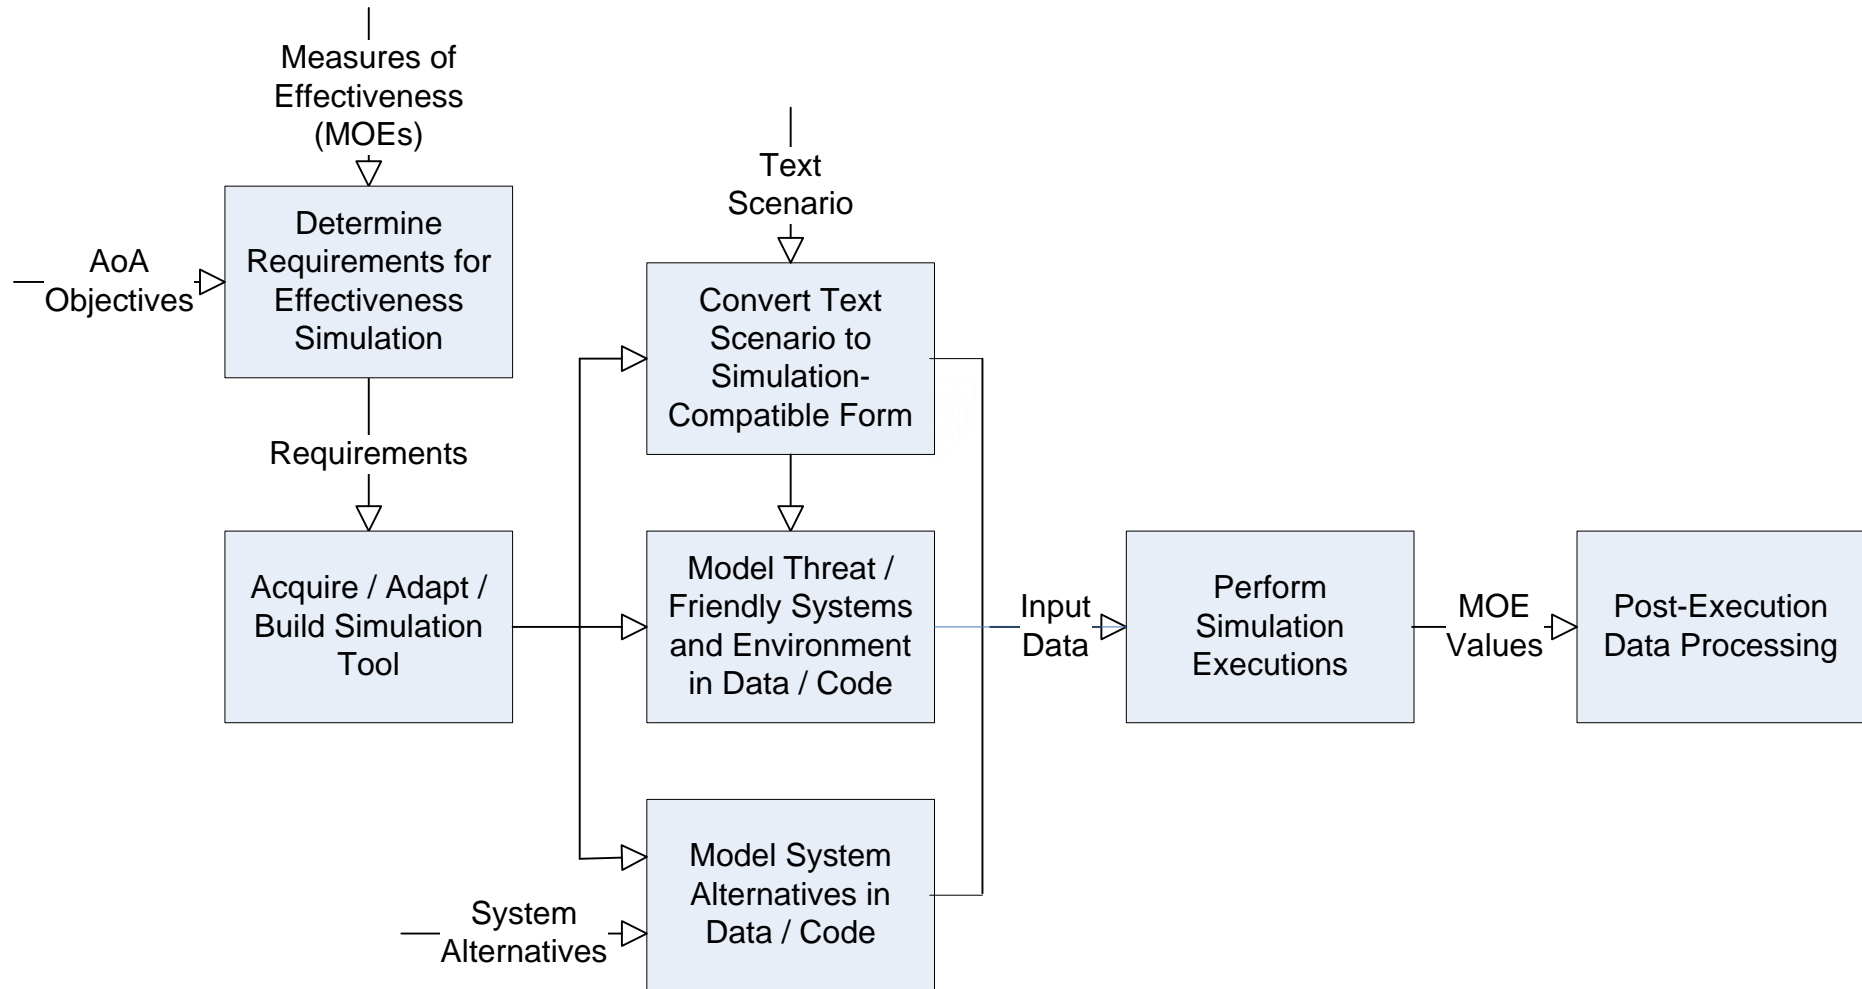 Measures of
Effectiveness
(MOEs)
Text
Scenario
Determine
Requirements for
Effectiveness
Simulation
AoA
Objectives
Convert Text
Scenario to
Simulation-
Compatible Form
Requirements
Acquire / Adapt /
Build Simulation
Tool
Model Threat /
Friendly Systems
and Environment
in Data / Code
Input
Data
Perform
Simulation
Executions
MOE
Values
Post-Execution
Data Processing
Model System
Alternatives in
Data / Code
System
Alternatives